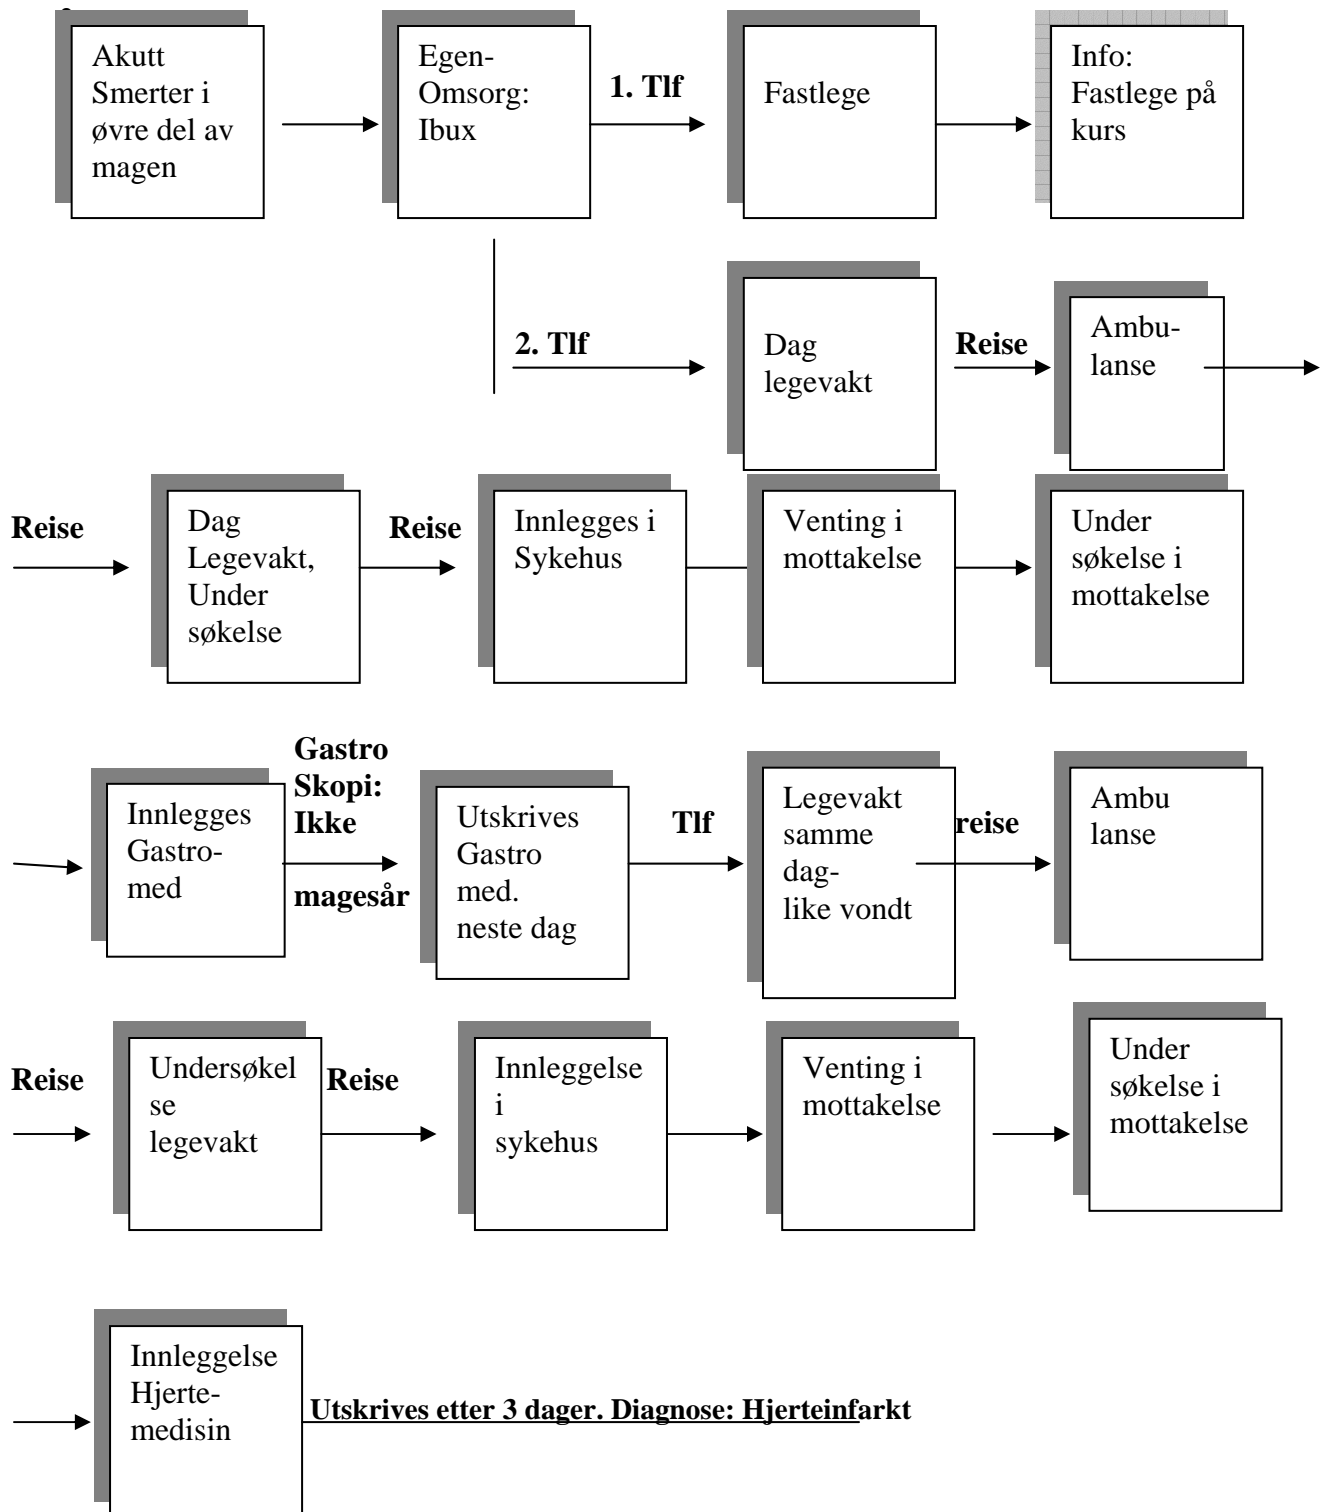 Akutt
Smerter i
øvre del av
magen
Egen-
Omsorg:
Ibux
1. Tlf
Fastlege
Info:
Fastlege på
kurs
2. Tlf
Dag
legevakt
Reise
Ambu-
lanse
Reise
Dag
Legevakt,
Under
søkelse
Reise
Innlegges i
Sykehus
Venting i
mottakelse
Under
søkelse i
mottakelse
Innlegges
Gastro-
med
Gastro
Skopi:
Ikke
magesår
Utskrives
Gastro
med.
neste dag
Tlf
Legevakt
samme
dag-
like vondt
reise
Ambu
lanse
Reise
Undersøkel
se
legevakt
Reise
Innleggelse
i
sykehus
Venting i
mottakelse
Under
søkelse i
mottakelse
Innleggelse
Hjerte-
medisin
Utskrives etter 3 dager. Diagnose: Hjerteinfarkt